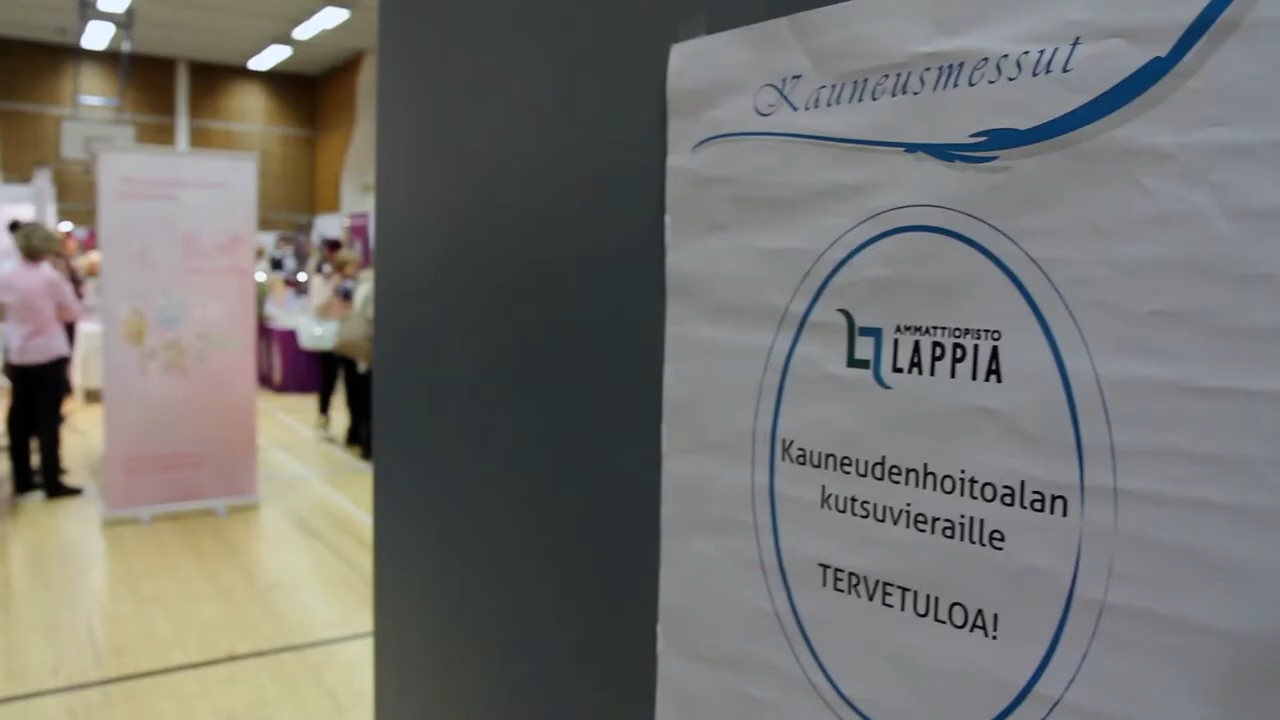 Kauneusmessut
AMMATTIOPISTO
LAPPIA
Kauneudenhoitoalan
kutsuvieraille
TERVETULOA!